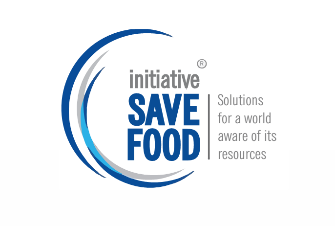 initiative ®
SAVE
FOOD
Solutions
for a world
aware of its
resources